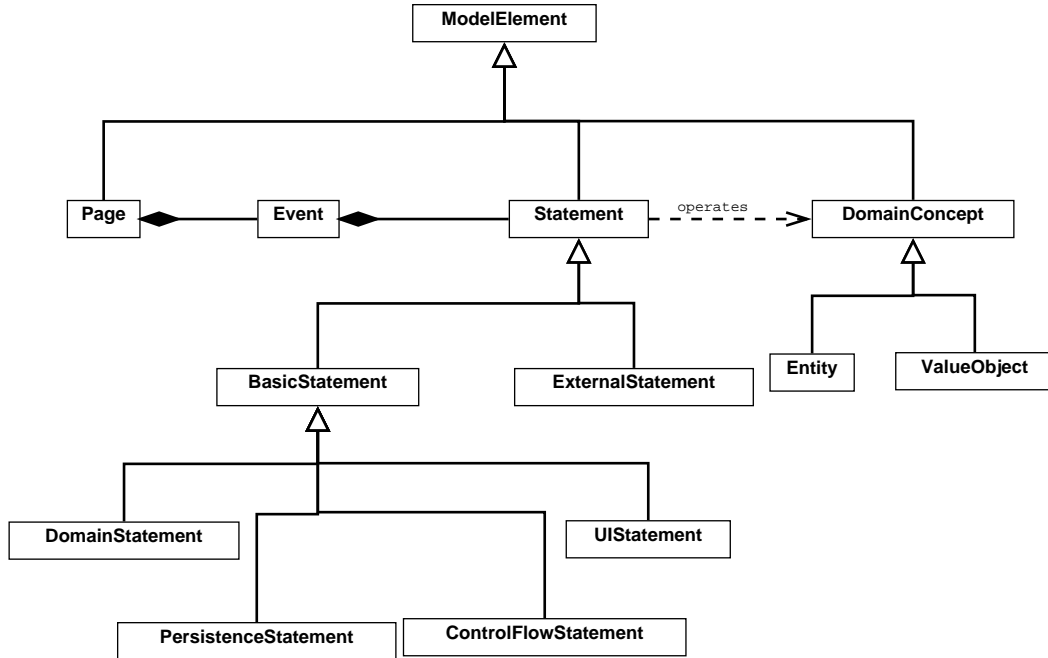 ModelElement
Page
Event
Statement
operates
DomainConcept
BasicStatement
ExternalStatement
Entity
ValueObject
DomainStatement
UIStatement
PersistenceStatement
ControlFlowStatement